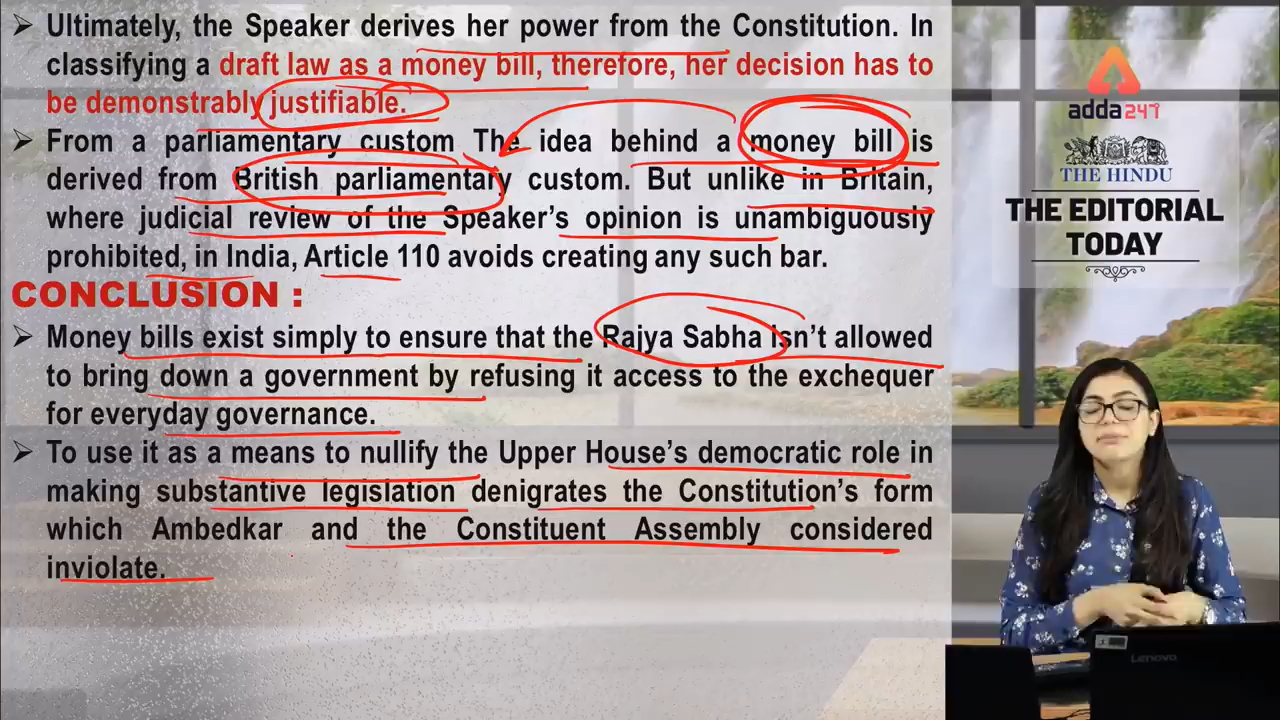 ➢ Ultimately, the Speaker derives her power from the Constitution. In
classifying a draft law as a money bill, therefore, her decision has to
be demonstrably justifiable.
➢ From a parliamentary custom The idea behind a money bill is
derived from British parliamentary custom. But unlike in Britain,
where judicial review of the Speaker's opinion is unambiguously
prohibited, in India, Article 110 avoids creating any such bar.
CONCLUSION :
➢ Money bills exist simply to ensure that the Rajya Sabha isn't allowed
to bring down a government by refusing it access to the exchequer
for everyday governance.
➢ To use it as a means to nullify the Upper House's democratic role in
making substantive legislation denigrates the Constitution's form
which Ambedkar and the Constituent Assembly considered
inviolate.
adda247
THE HINDU
THE EDITORIAL
TODAY
Lenovo